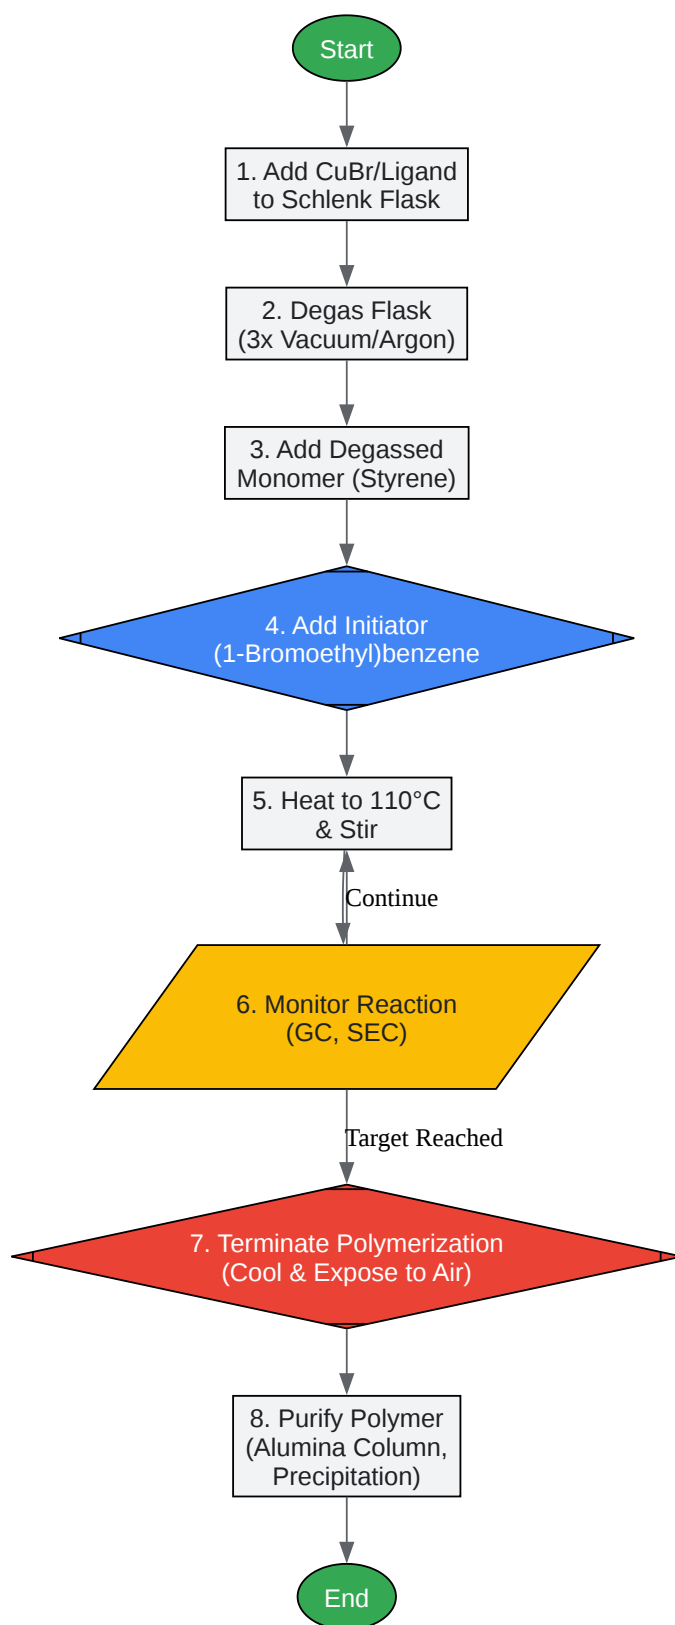 Start
1. Add CuBr/Ligand
to Schlenk Flask
2. Degas Flask
(3x Vacuum/Argon)
3. Add Degassed
Monomer (Styrene)
4. Add Initiator
(1-Bromoethyl)benzene
5. Heat to 110°C
& Stir
Continue
6. Monitor Reaction
(GC, SEC)
Target Reached
7. Terminate Polymerization
(Cool & Expose to Air)
8. Purify Polymer
(Alumina Column,
Precipitation)
End